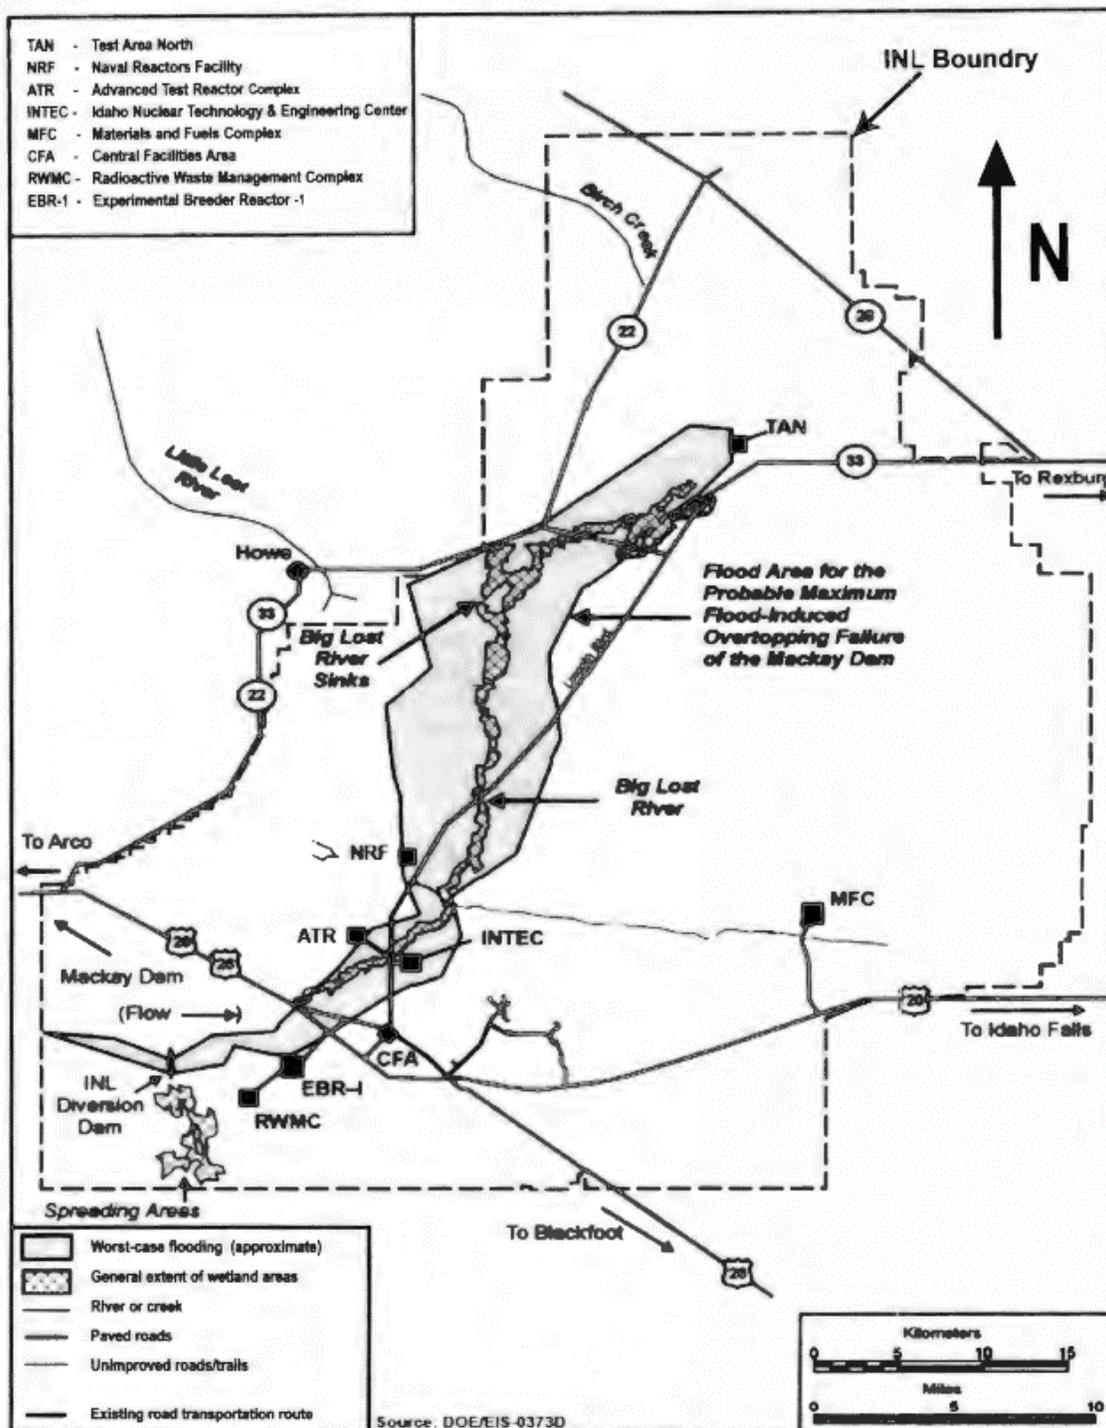 TAN - Test Area North
NRF - Naval Reactors Facility
ATR - Advanced Test Reactor Complex
INTEC - Idaho Nuclear Technology & Engineering Center
MFC - Materials and Fuels Complex
CFA - Central Facilities Area
RWMC - Radioactive Waste Management Complex
EBR-1 - Experimental Breeder Reactor -1
INL Boundry
N
Birch Creek
22
28
TAN
33
To Rexburg
Little Lost
River
Howe
33
22
Big Lost
River
Sinks
Flood Area for the
Probable Maximum
Flood-Induced
Overtopping Failure
of the Mackay Dam
Lincoln Blvd
Big Lost
River
To Arco
NRF
MFC
ATR
INTEC
20
26
Mackay Dam
(Flow
)
20
To Idaho Falls
CFA
EBR-I
RWMC
INL
Diversion
Dam
Spreading Areas
To Blackfoot
26
Worst-case flooding (approximate)
General extent of wetland areas
River or creek
Paved roads
Unimproved roads/trails
Existing road transportation route
Source: DOE/EIS-0373D
Kilometers
0 5 10 15
Miles
0 5 10